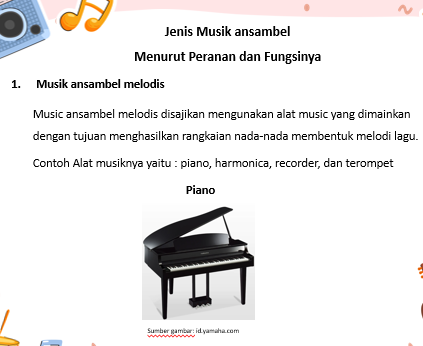 Jenis Musik ansambel
Menurut Peranan dan Fungsinya
1. Musik ansambel melodis
Music ansambel melodis disajikan mengunakan alat music yang dimainkan
dengan tujuan menghasilkan rangkaian nada-nada membentuk melodi lagu.
Contoh Alat musiknya yaitu : piano, harmonica, recorder, dan terompet
Piano
Sumber gambar: id.yamaha.com